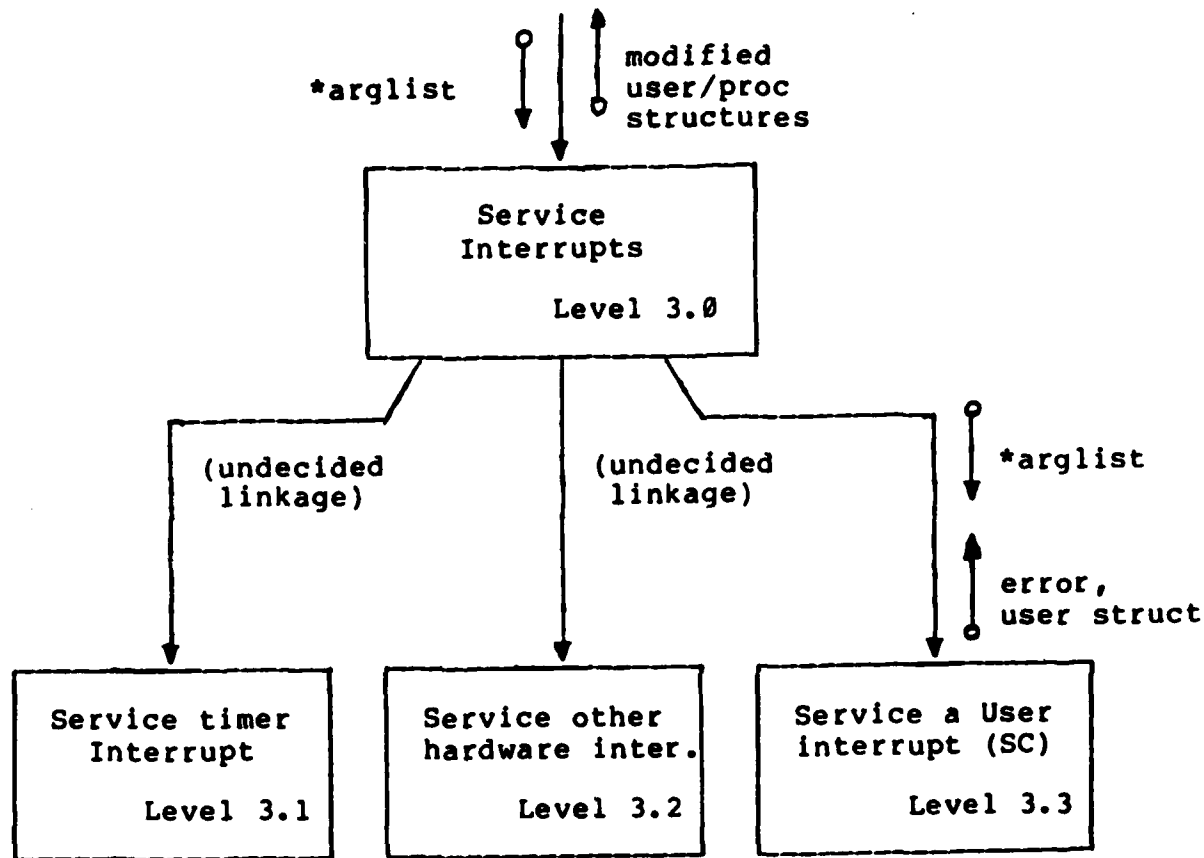 *arglist
modified
user/proc
structures
Service
Interrupts
Level 3.0
(undecided
linkage)
(undecided
linkage)
*arglist
error,
user struct
Service timer
Interrupt
Level 3.1
Service other
hardware inter.
Level 3.2
Service a User
interrupt (SC)
Level 3.3